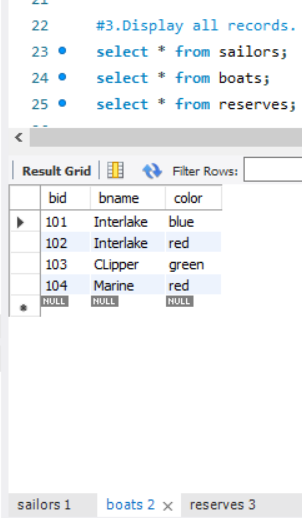 21
22 #3.Display all records.
23 select * from sailors;
24 select * from boats;
25 select * from reserves;
Result Grid Filter Rows:
bid bname color
101 Interlake blue
102 Interlake red
103 CLipper green
104 Marine red
NULL NULL NULL
sailors 1 boats 2 × reserves 3